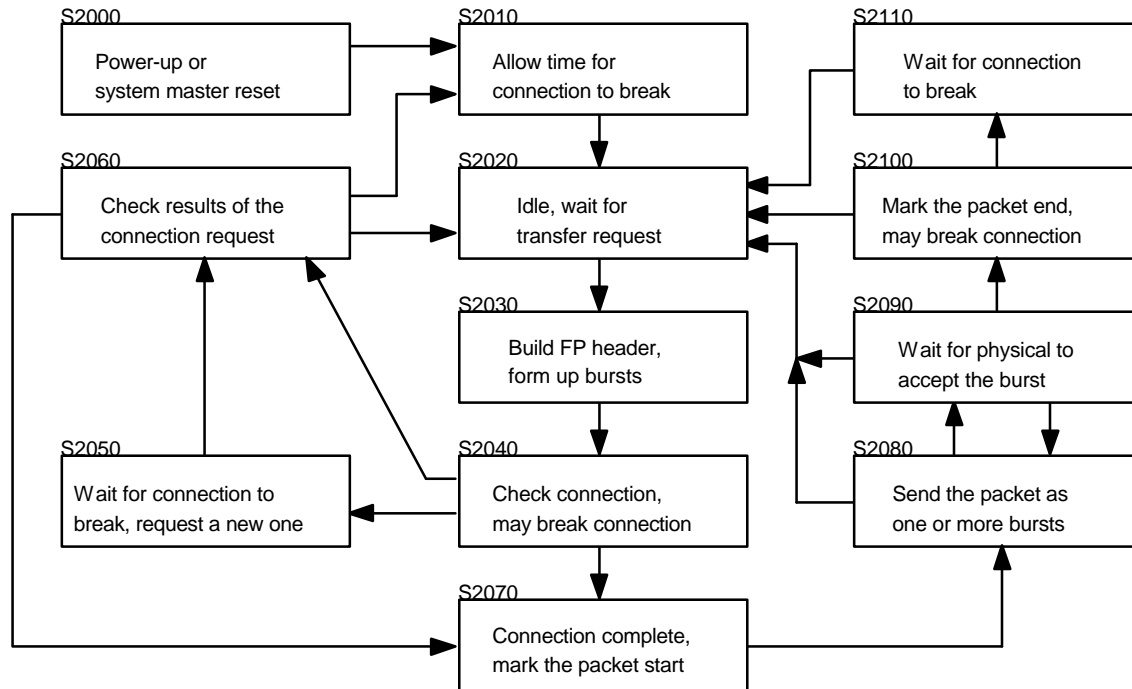 S2000
Power-up or
system master reset
S2010
Allow time for
connection to break
S2110
Wait for connection
to break
S2060
Check results of the
connection request
S2020
Idle, wait for
transfer request
S2100
Mark the packet end,
may break connection
S2030
Build FP header,
form up bursts
S2090
Wait for physical to
accept the burst
S2050
Wait for connection to
break, request a new one
S2040
Check connection,
may break connection
S2080
Send the packet as
one or more bursts
S2070
Connection complete,
mark the packet start